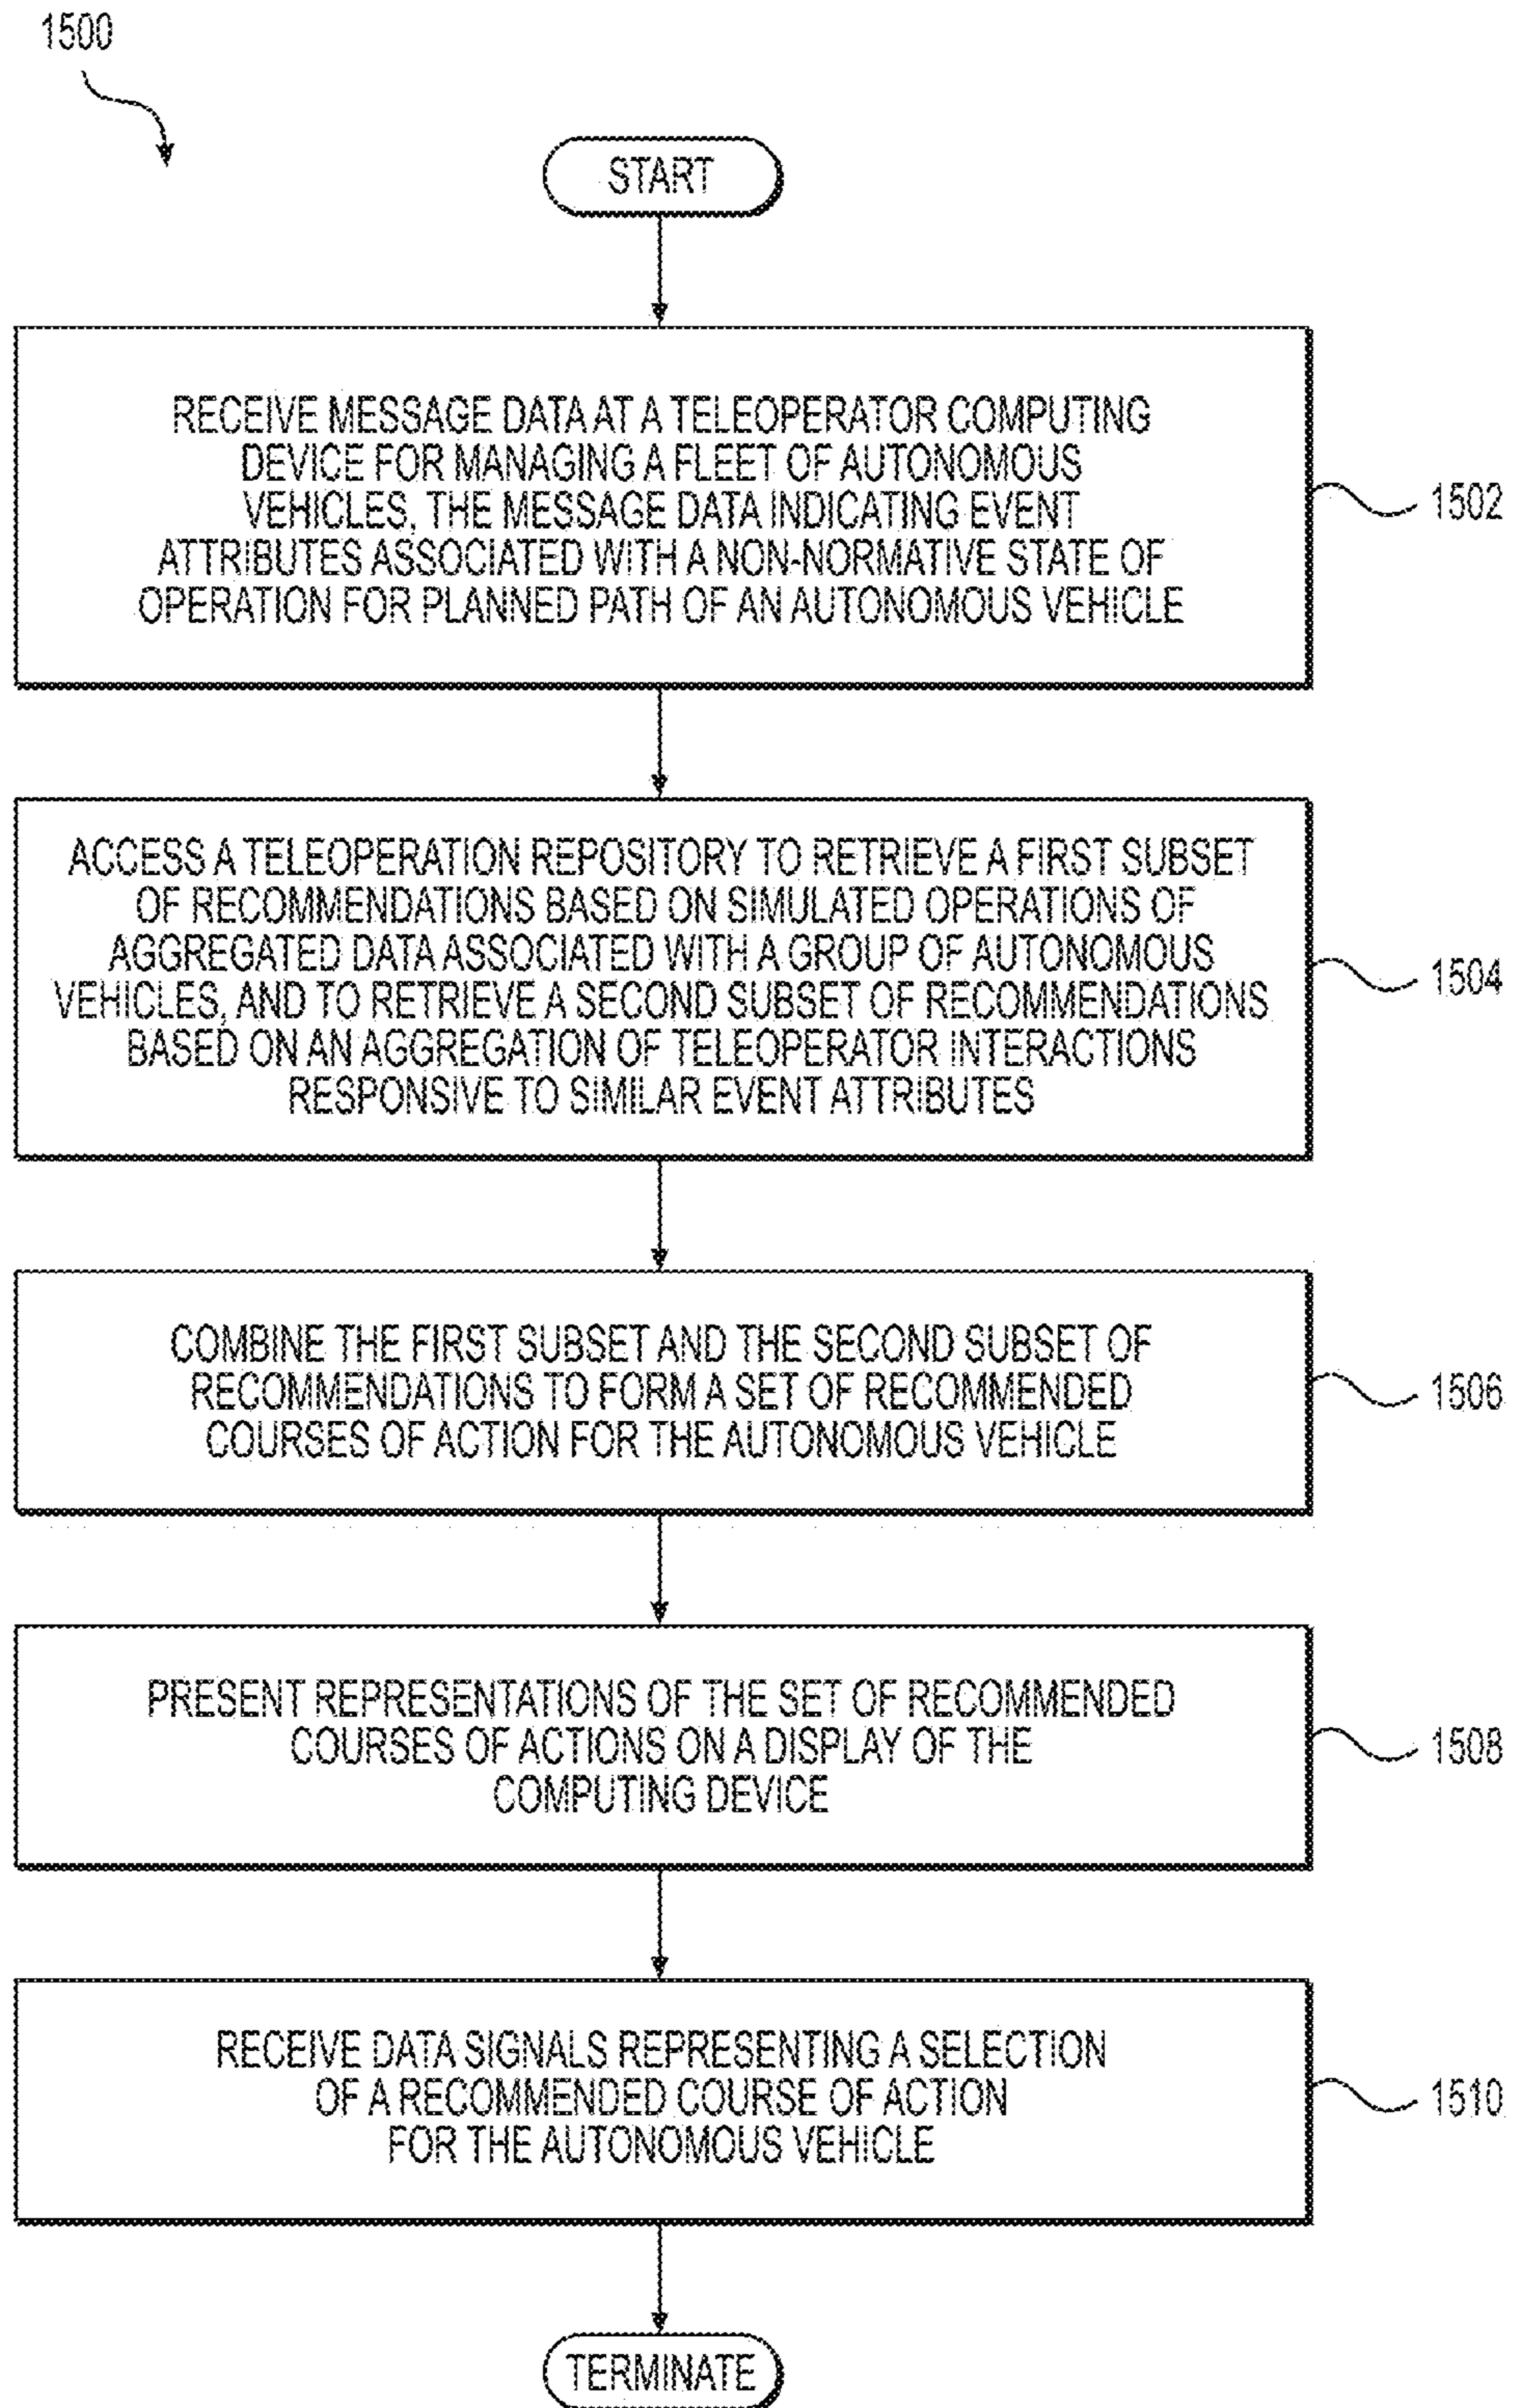 1500
START
RECEIVE MESSAGE DATA AT A TELEOPERATOR COMPUTING
DEVICE FOR MANAGING A FLEET OF AUTONOMOUS
VEHICLES, THE MESSAGE DATA INDICATING EVENT
ATTRIBUTES ASSOCIATED WITH A NON-NORMATIVE STATE OF
OPERATION FOR PLANNED PATH OF AN AUTONOMOUS VEHICLE
1502
ACCESS A TELEOPERATION REPOSITORY TO RETRIEVE A FIRST SUBSET
OF RECOMMENDATIONS BASED ON SIMULATED OPERATIONS OF
AGGREGATED DATA ASSOCIATED WITH A GROUP OF AUTONOMOUS
VEHICLES, AND TO RETRIEVE A SECOND SUBSET OF RECOMMENDATIONS
BASED ON AN AGGREGATION OF TELEOPERATOR INTERACTIONS
RESPONSIVE TO SIMILAR EVENT ATTRIBUTES
1504
COMBINE THE FIRST SUBSET AND THE SECOND SUBSET OF
RECOMMENDATIONS TO FORM A SET OF RECOMMENDED
COURSES OF ACTION FOR THE AUTONOMOUS VEHICLE
1506
PRESENT REPRESENTATIONS OF THE SET OF RECOMMENDED
COURSES OF ACTIONS ON A DISPLAY OF THE
COMPUTING DEVICE
1508
RECEIVE DATA SIGNALS REPRESENTING A SELECTION
OF A RECOMMENDED COURSE OF ACTION
FOR THE AUTONOMOUS VEHICLE
1510
TERMINATE